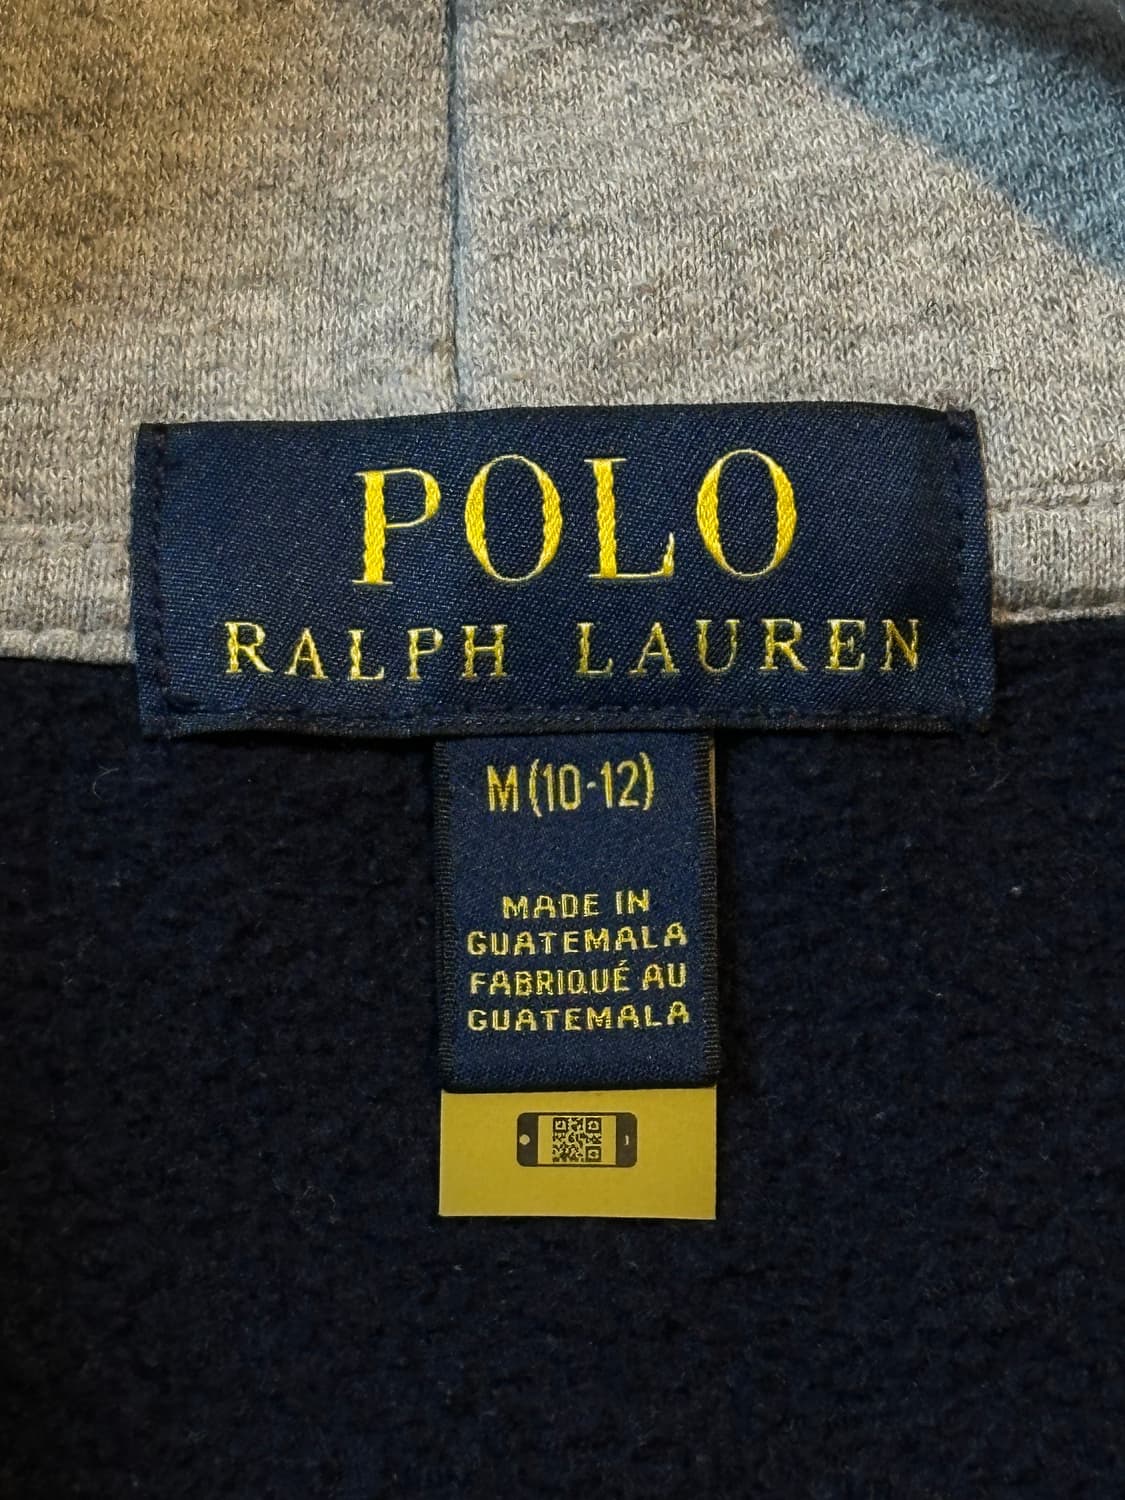 POLO
RALPH LAUREN
M (10-12)
MADE IN
GUATEMALA
FABRIQUÉ AU
GUATEMALA